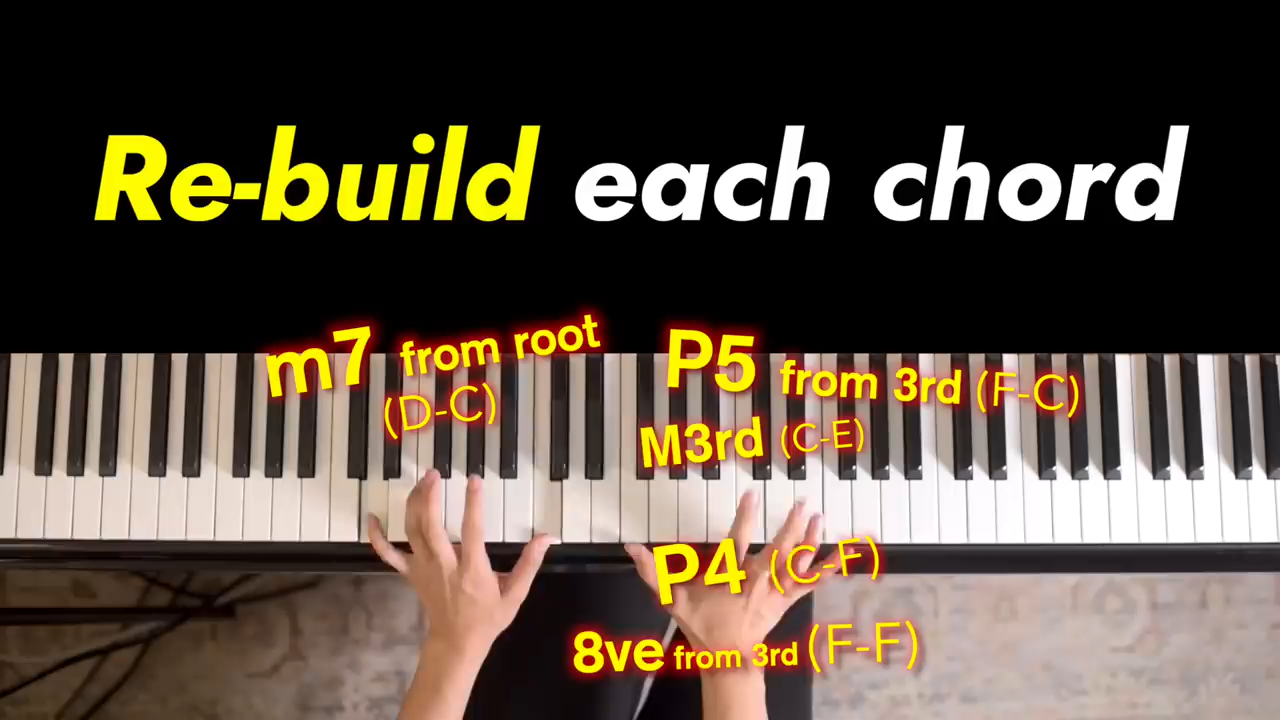 Re-build each chord
m7 from root
(D-C)
P5 from 3rd (F-C)
M3rd (C-E)
P4 (C-F)
8ve from 3rd (F-F)